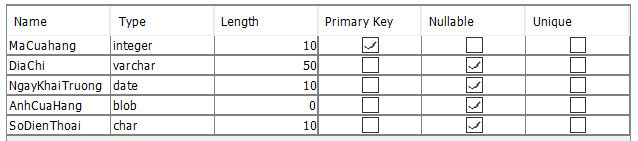 Name Type Length Primary Key Nullable Unique
MaCuahang integer 10
DiaChi varchar 50
NgayKhaiTruong date 10
AnhCuaHang blob 0
SoDienThoai char 10